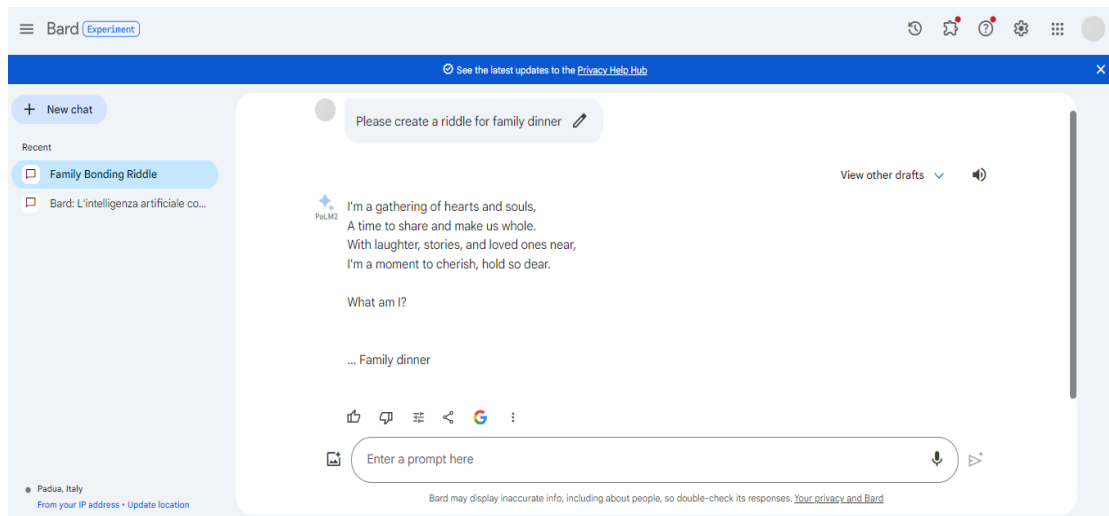 Bard Experiment
See the latest updates to the Privacy Help Hub
New chat
Recent
Family Bonding Riddle
Bard: L'intelligenza artificiale co...
Padua, Italy
From your IP address • Update location
Please create a riddle for family dinner
View other drafts
PaLM2
I'm a gathering of hearts and souls,
A time to share and make us whole.
With laughter, stories, and loved ones near,
I'm a moment to cherish, hold so dear.
What am I?
... Family dinner
Enter a prompt here
Bard may display inaccurate info, including about people, so double-check its responses. Your privacy and Bard